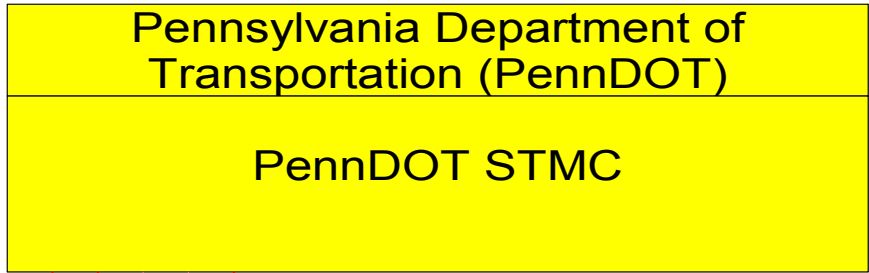 Pennsylvania Department of
Transportation (PennDOT)
PennDOT STMC